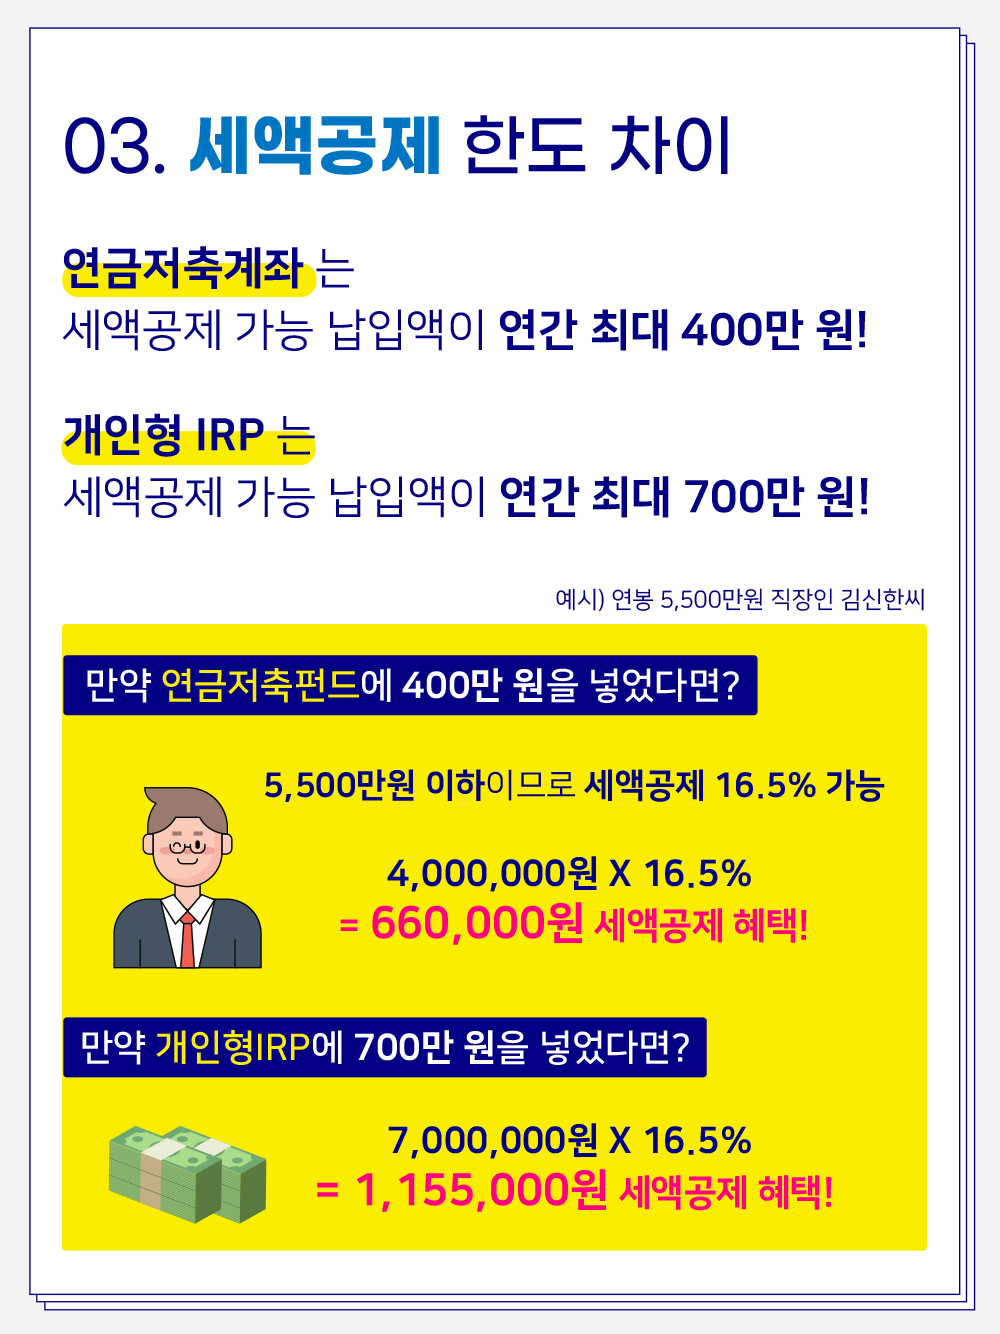 03. 세액공제 한도 차이
연금저축계좌 는
세액공제 가능 납입액이 연간 최대 400만 원!
개인형 IRP 는
세액공제 가능 납입액이 연간 최대 700만 원!
예시) 연봉 5,500만원 직장인 김신한씨
만약 연금저축펀드에 400만 원을 넣었다면?
5,500만원 이하이므로 세액공제 16.5% 가능
4,000,000원 X 16.5%
= 660,000원 세액공제 혜택!
만약 개인형IRP에 700만 원을 넣었다면?
7,000,000원 X 16.5%
= 1,155,000원 세액공제 혜택!